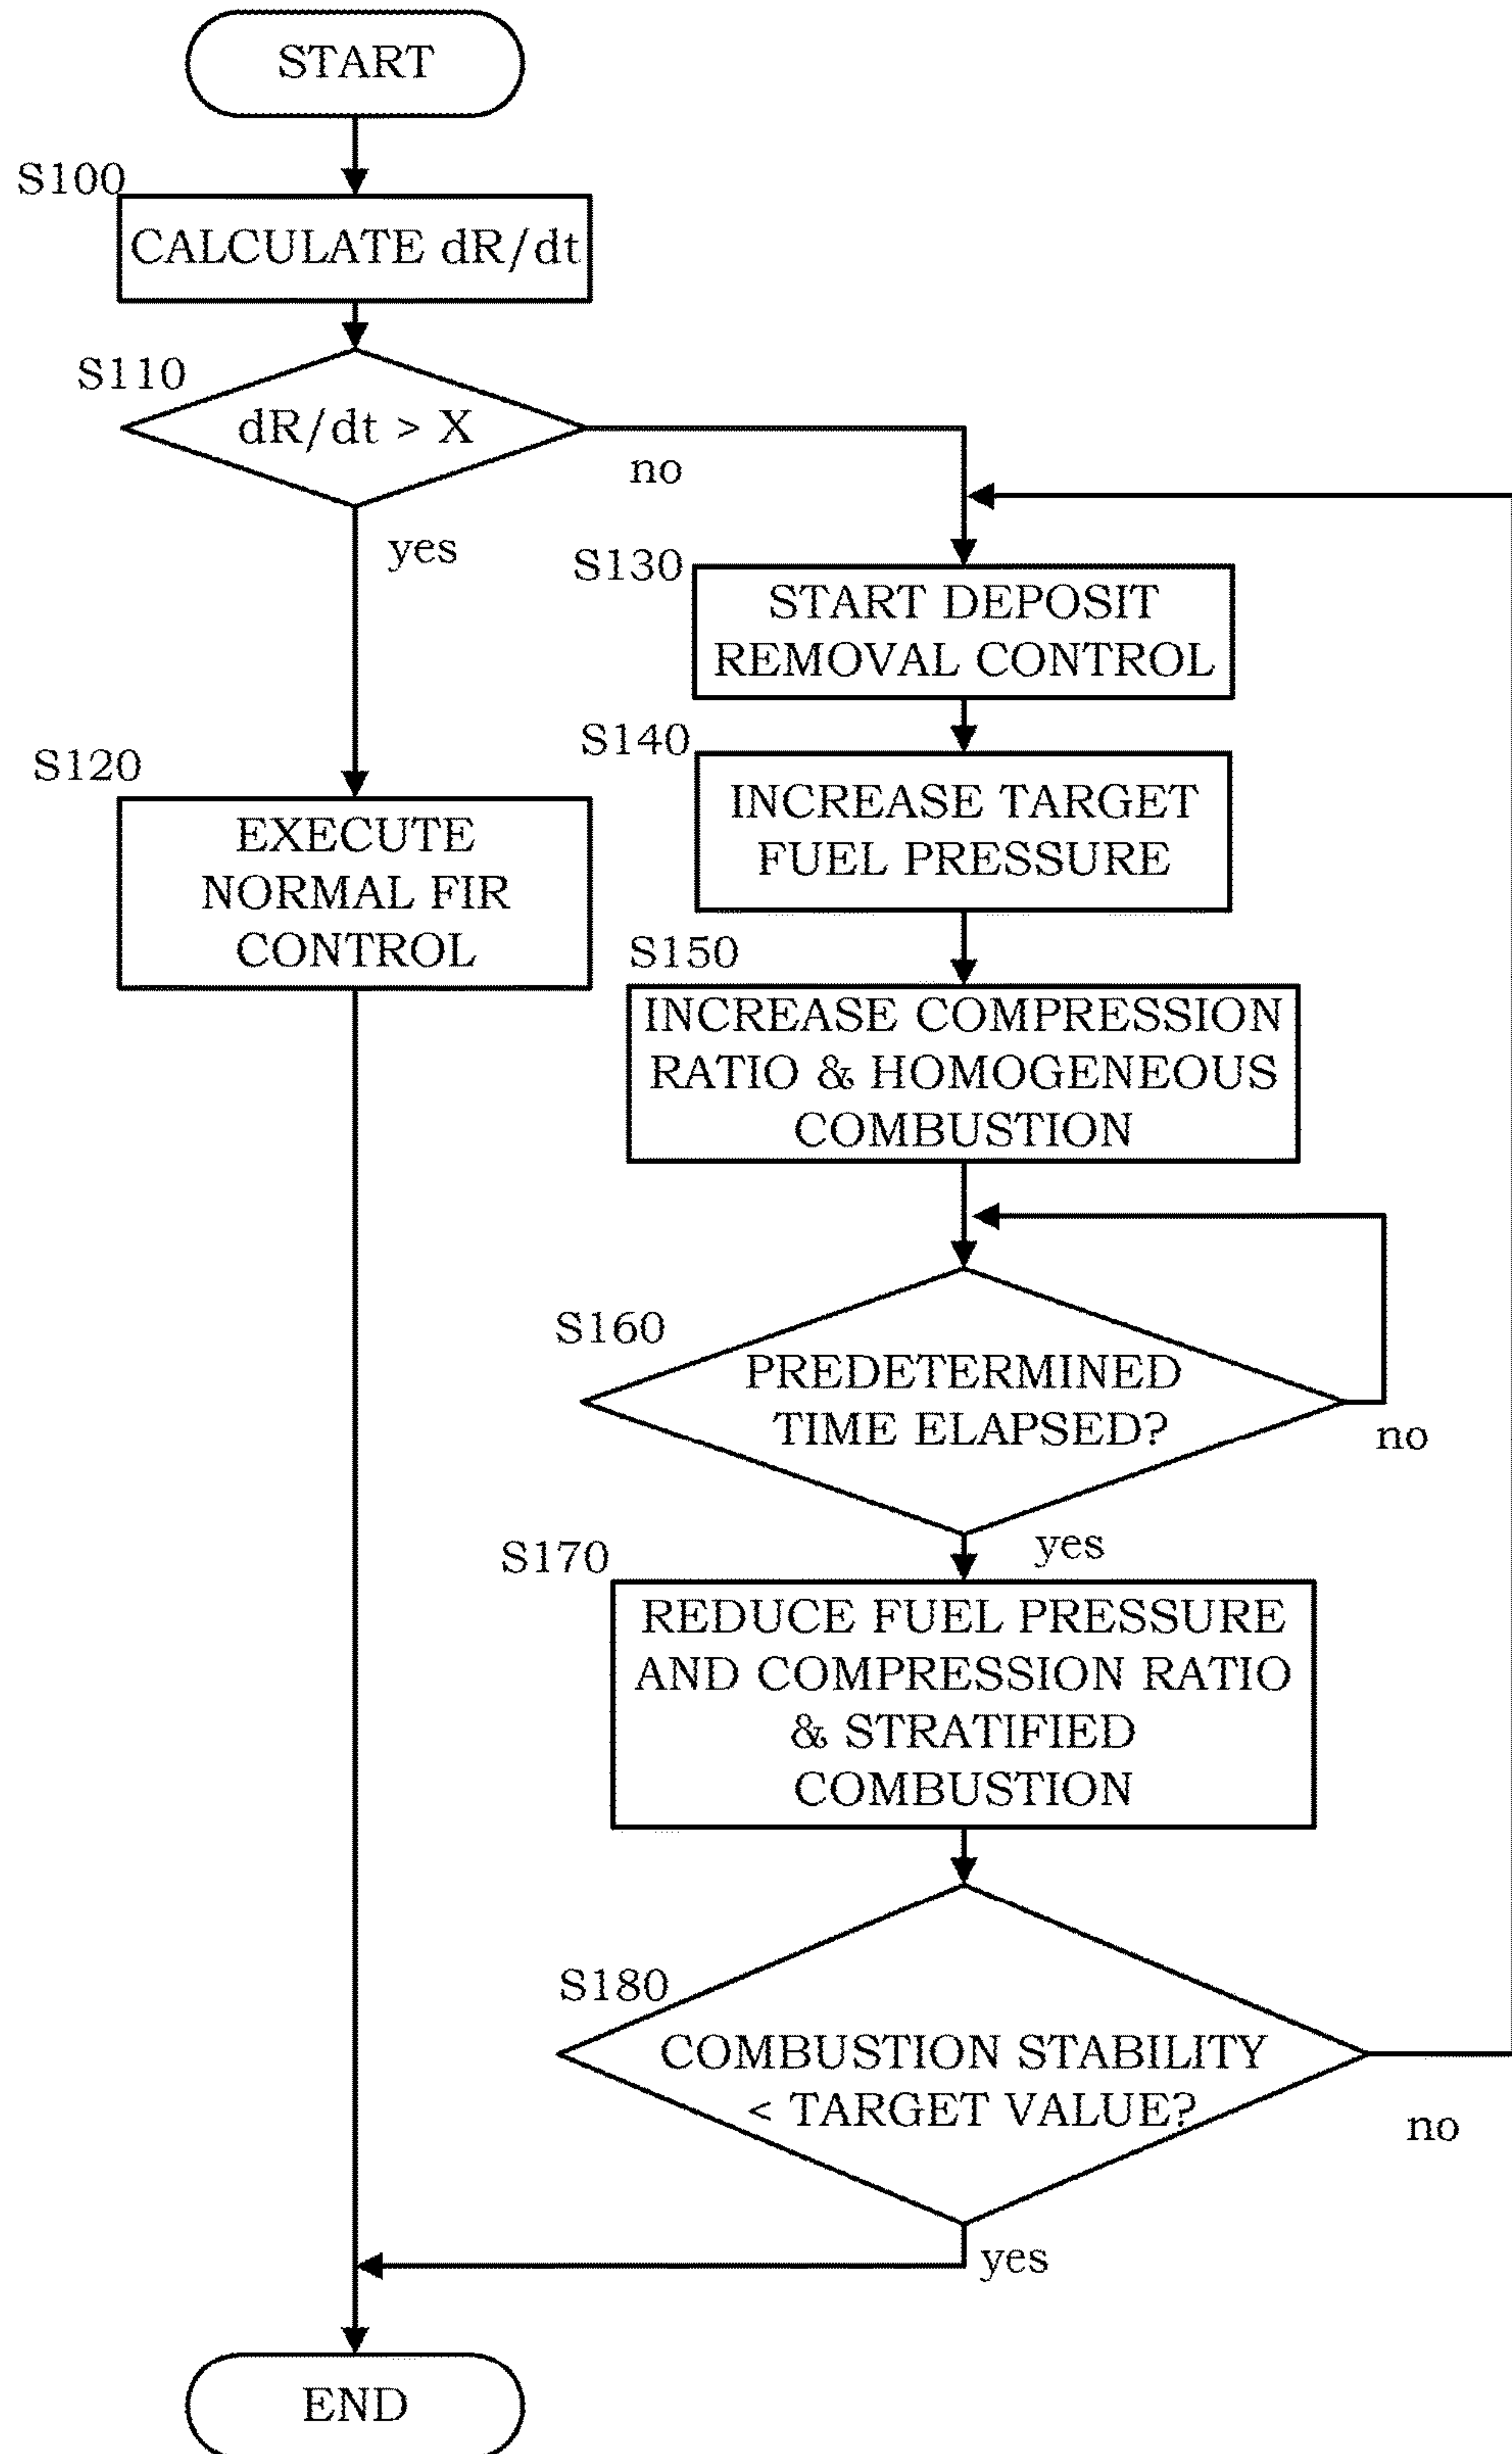 START
S100
CALCULATE dR/dt
S110
dR/dt > X
no
yes
S130
START DEPOSIT
REMOVAL CONTROL
S140
INCREASE TARGET
FUEL PRESSURE
S120
EXECUTE
NORMAL FIR
CONTROL
S150
INCREASE COMPRESSION
RATIO & HOMOGENEOUS
COMBUSTION
S160
PREDETERMINED
TIME ELAPSED?
no
yes
S170
REDUCE FUEL PRESSURE
AND COMPRESSION RATIO
& STRATIFIED
COMBUSTION
S180
COMBUSTION STABILITY
< TARGET VALUE?
no
yes
END